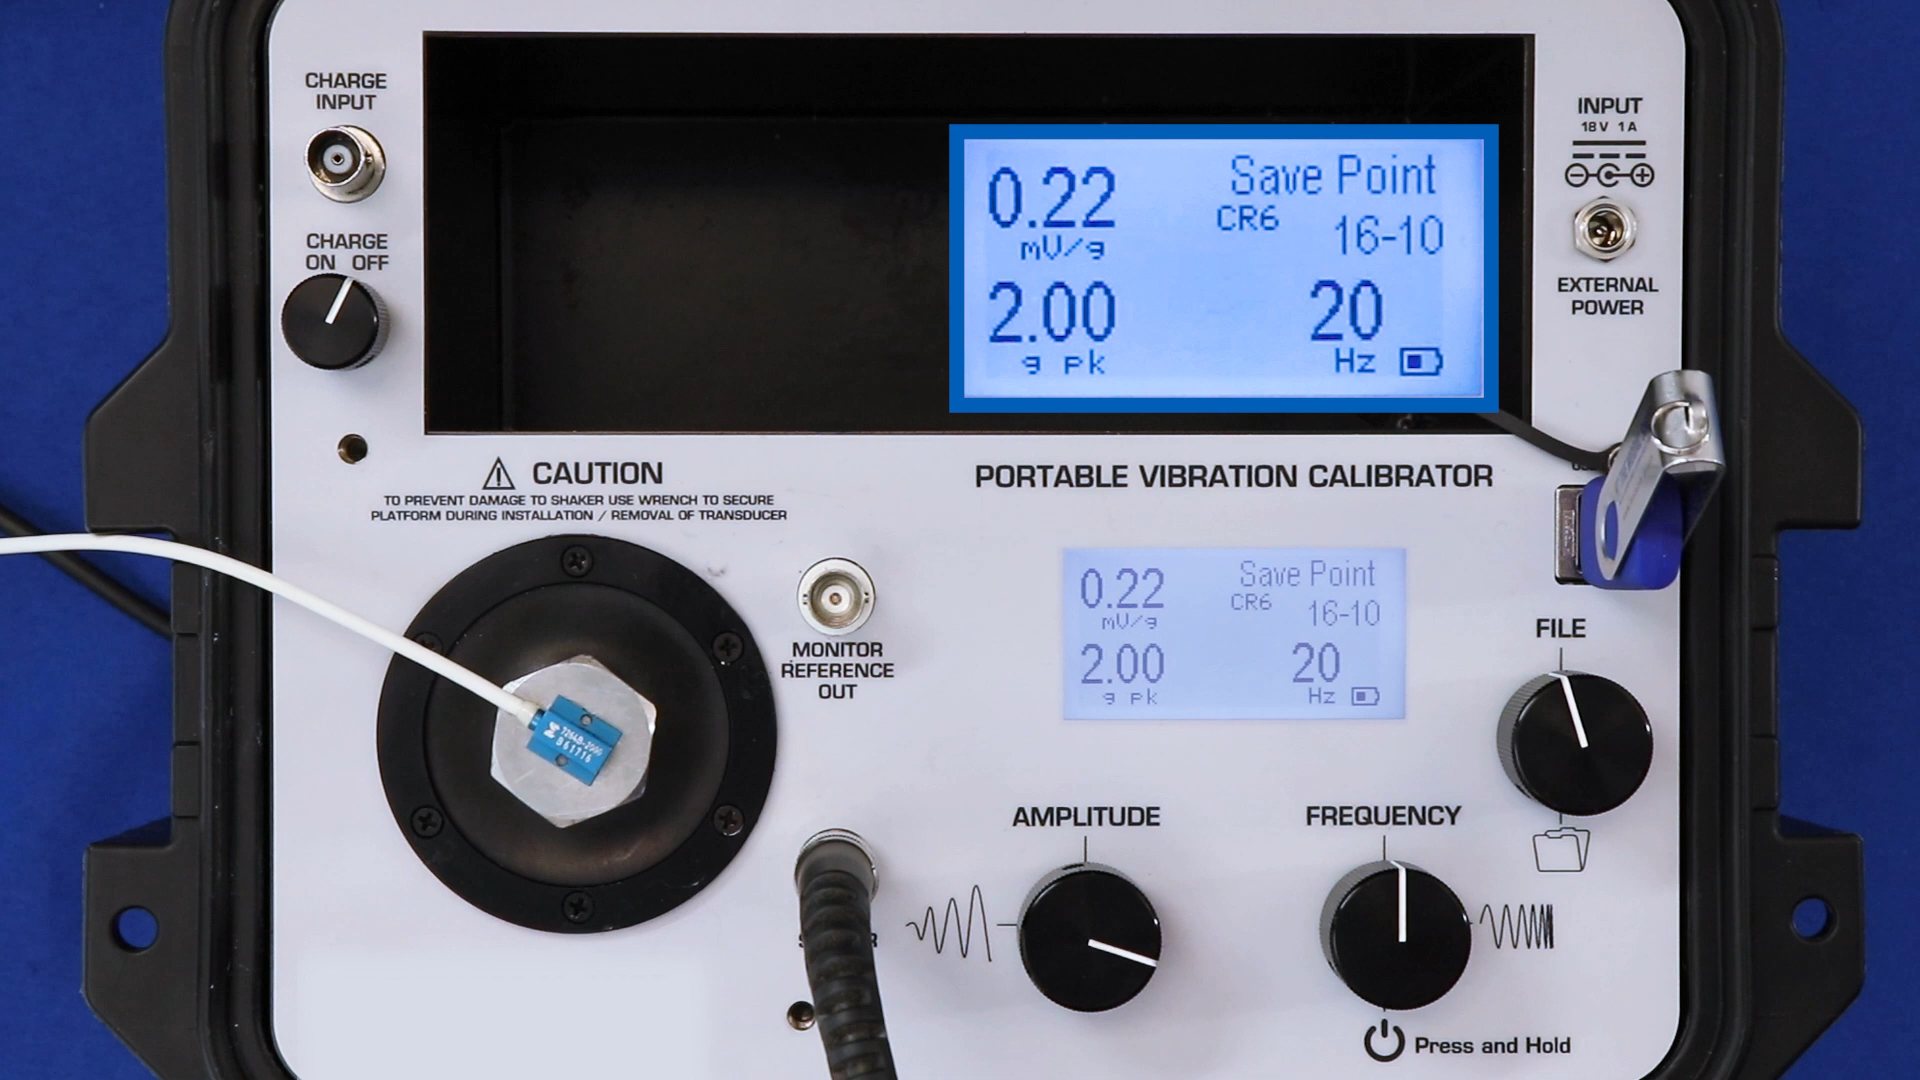 CHARGE
INPUT
CHARGE
ON OFF
0.22
mV/g
Save Point
CR6
16-10
2.00
g pk
20
Hz
INPUT
18V 1A
EXTERNAL
POWER
CAUTION
TO PREVENT DAMAGE TO SHAKER USE WRENCH TO SECURE
PLATFORM DURING INSTALLATION / REMOVAL OF TRANSDUCER
PORTABLE VIBRATION CALIBRATOR
MONITOR
REFERENCE
OUT
0.22
mV/g
Save Point
CR6
16-10
2.00
g pk
20
Hz
FILE
7264B-2000
B61716
AMPLITUDE
FREQUENCY
Press and Hold